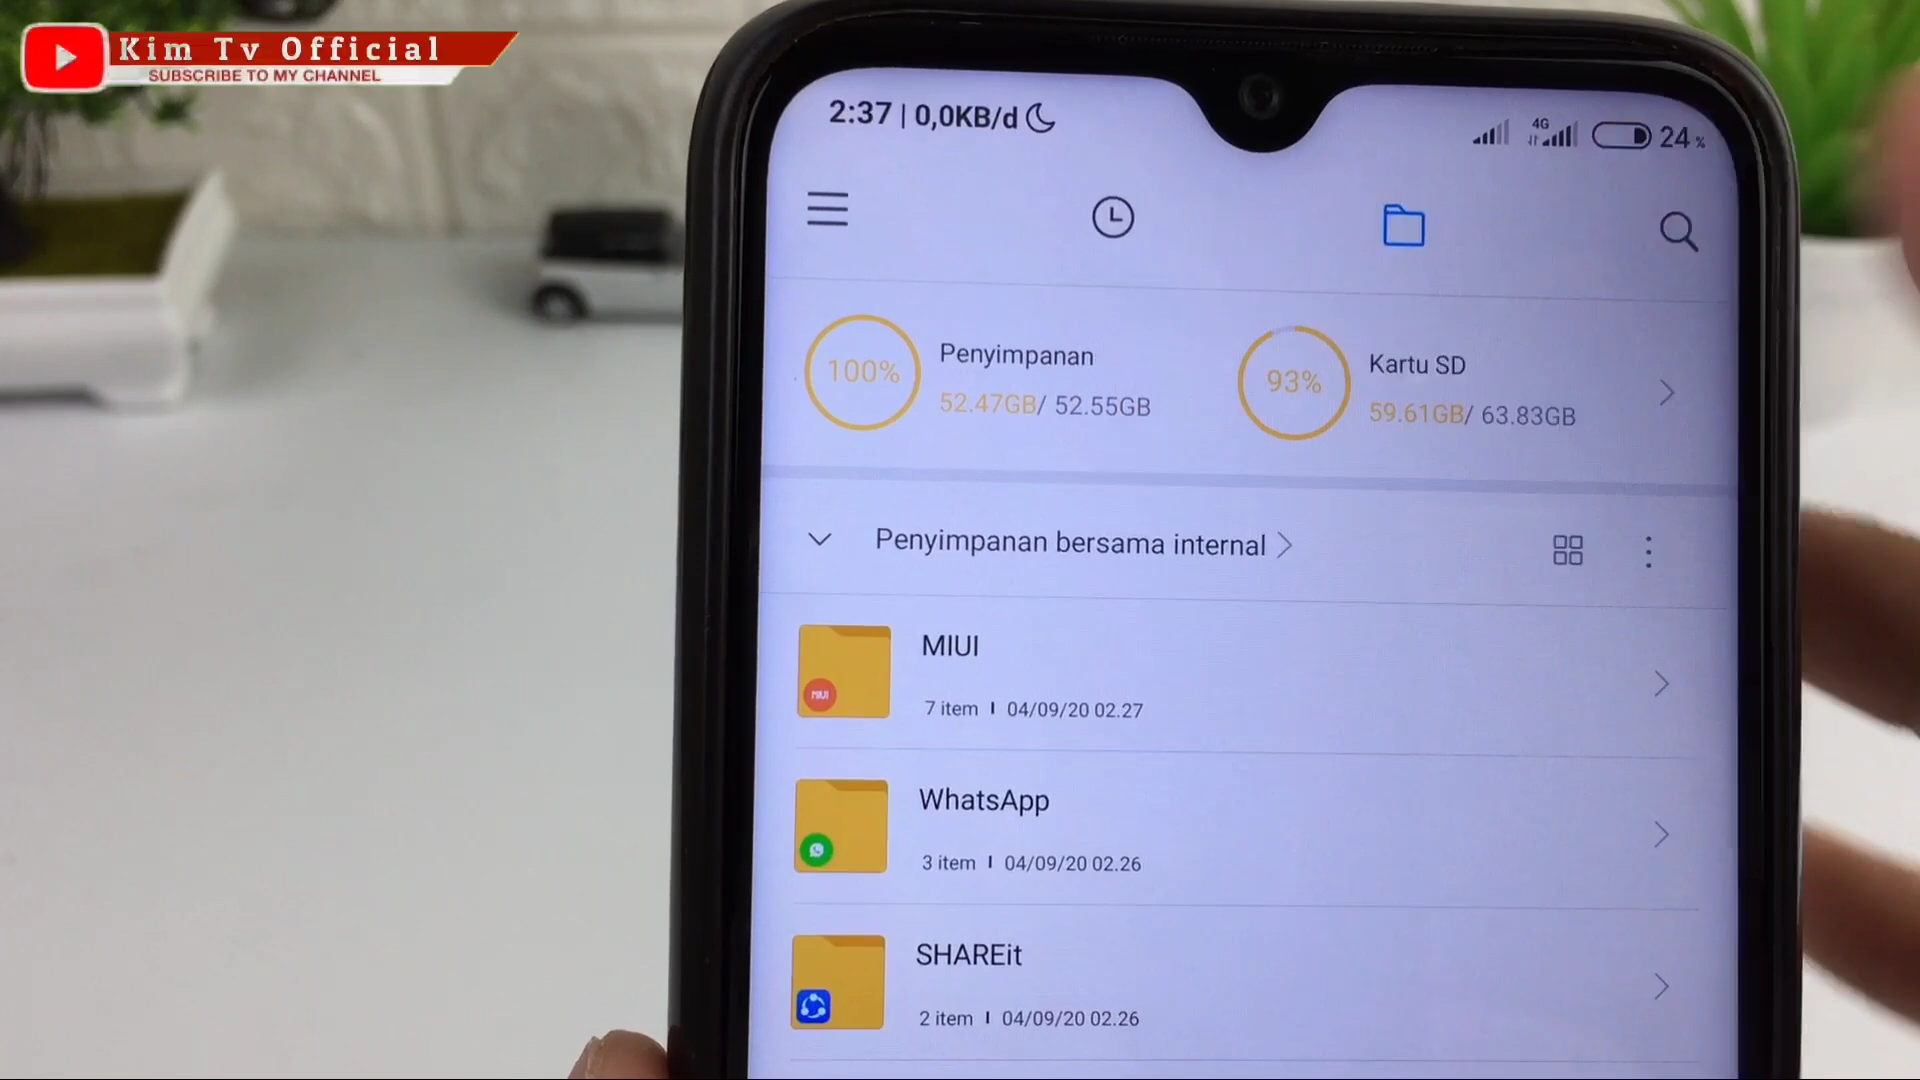 Kim Tv Official
SUBSCRIBE TO MY CHANNEL
2:37 | 0,0KB/d
4G
24 %
100%
Penyimpanan
52.47GB/ 52.55GB
93%
Kartu SD
59.61GB/ 63.83GB
Penyimpanan bersama internal
MIUI
MIUI
7 item | 04/09/20 02.27
WhatsApp
3 item | 04/09/20 02.26
SHAREit
2 item | 04/09/20 02.26